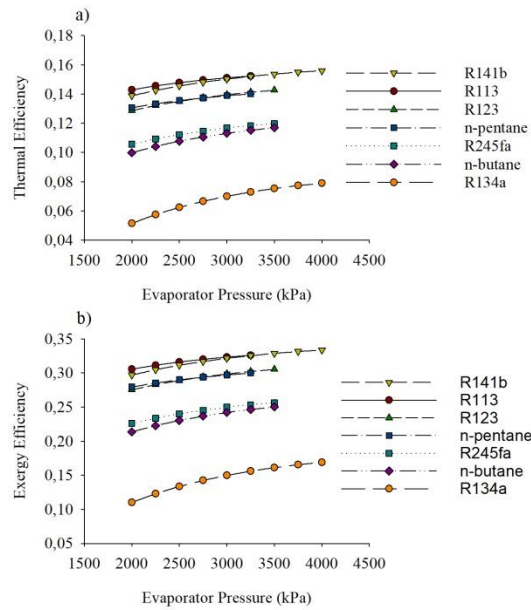 a)
0,18
0,16
0,14
0,12
0,10
0,08
0,06
0,04
Thermal Efficiency
1500 2000 2500 3000 3500 4000 4500
Evaporator Pressure (kPa)
R141b
R113
R123
n-pentane
R245fa
n-butane
R134a
b)
0,35
0,30
0,25
0,20
0,15
0,10
0,05
Exergy Efficiency
1500 2000 2500 3000 3500 4000 4500
Evaporator Pressure (kPa)
R141b
R113
R123
n-pentane
R245fa
n-butane
R134a